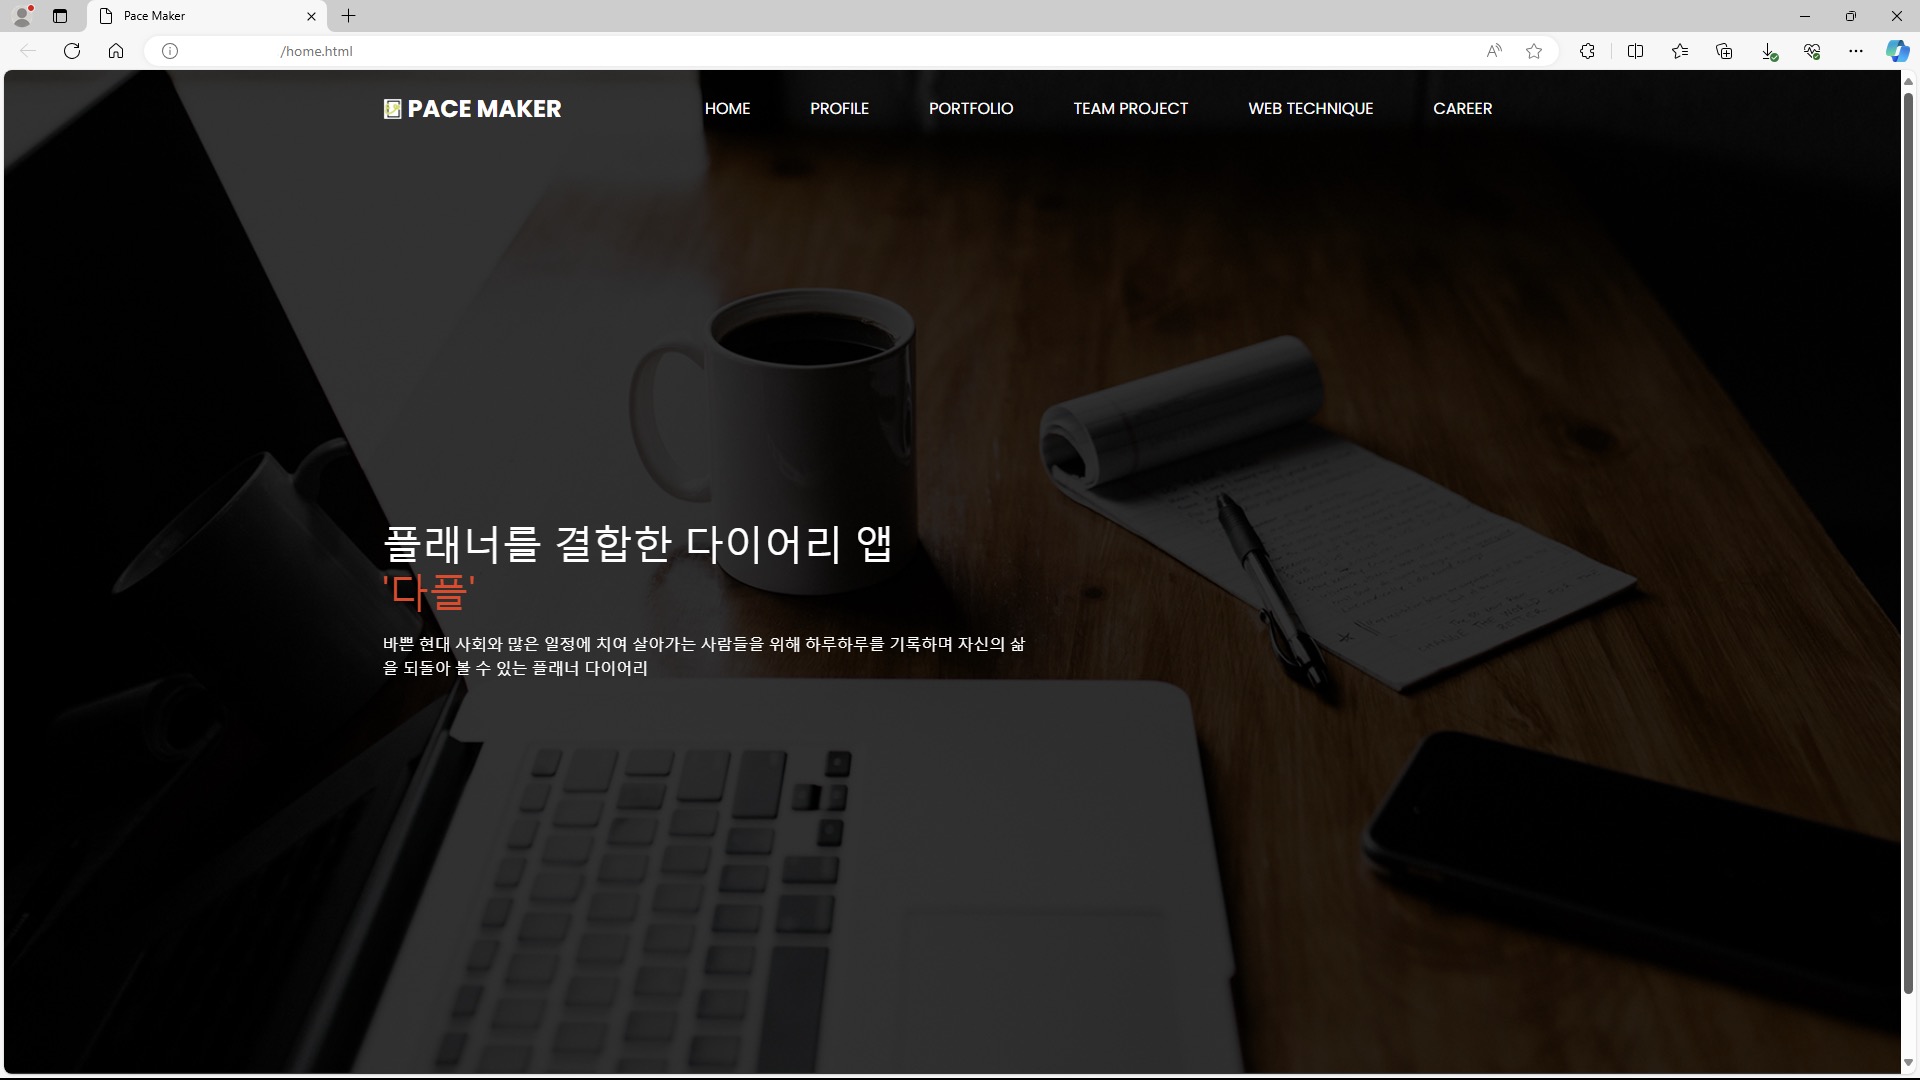 Pace Maker
/home.html
PACE MAKER
HOME
PROFILE
PORTFOLIO
TEAM PROJECT
WEB TECHNIQUE
CAREER
플래너를 결합한 다이어리 앱
'다플'
바쁜 현대 사회와 많은 일정에 치여 살아가는 사람들을 위해 하루하루를 기록하며 자신의 삶
을 되돌아 볼 수 있는 플래너 다이어리